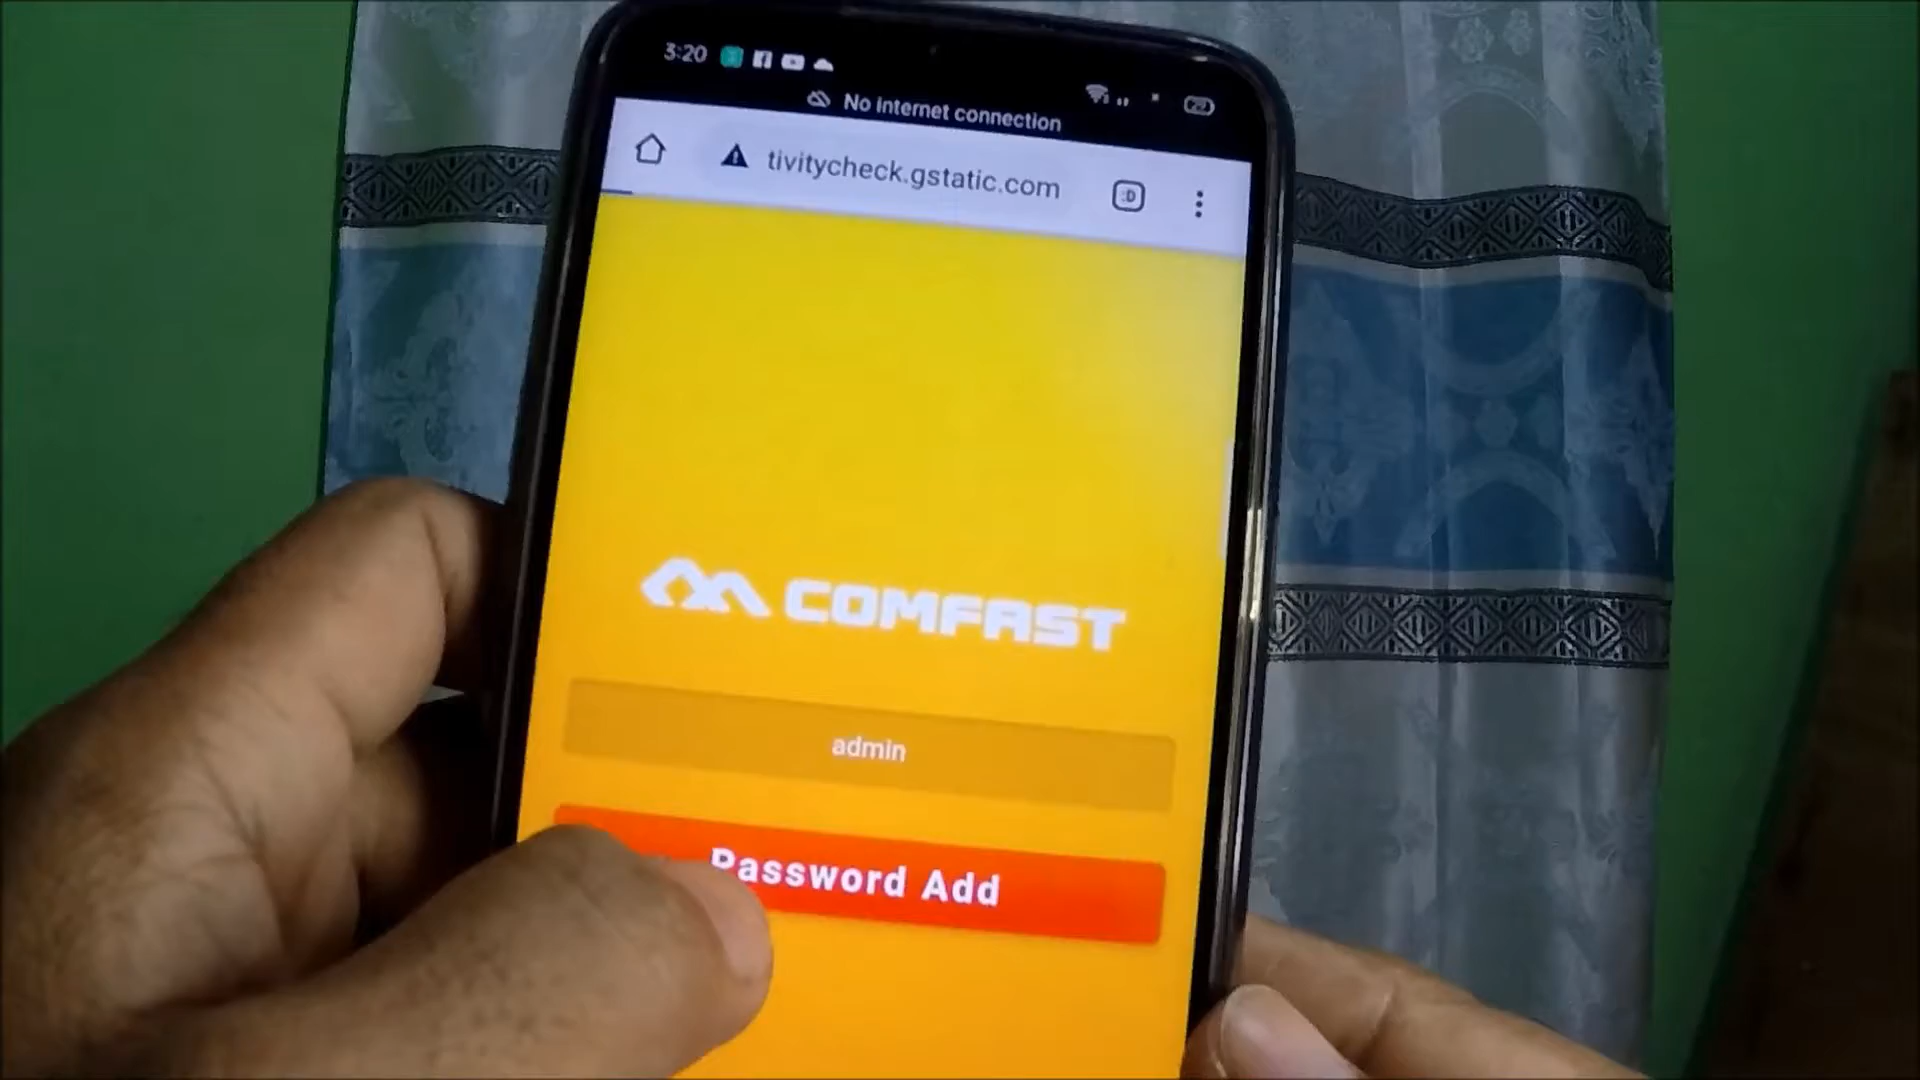 3:20
No internet connection
tivitycheck.gstatic.com
:D
COMFAST
admin
Password Add